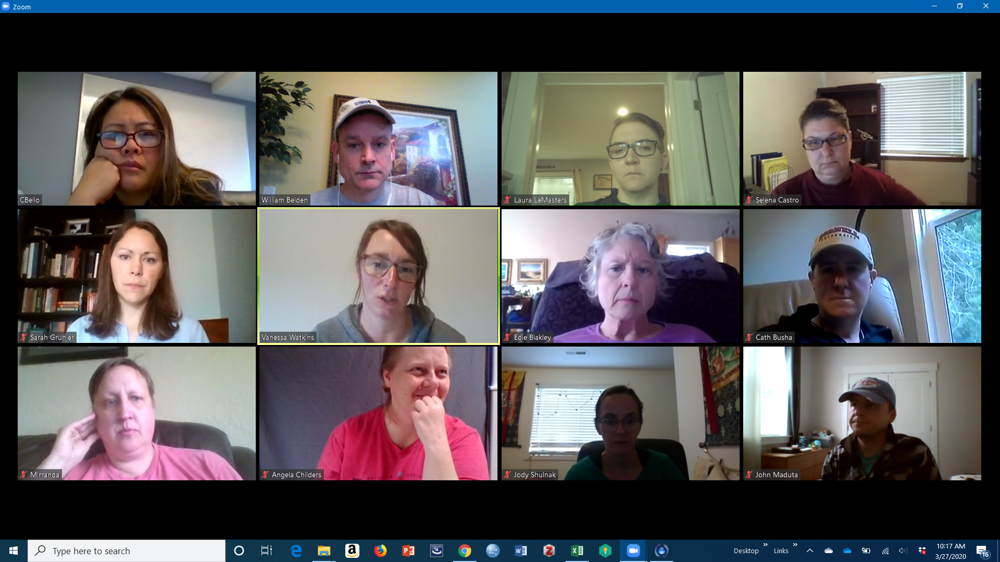 Zoom
CBello
William Belden
Laura LeMasters
Selena Castro
UNIVERSITY
Sarah Gruhler
Vanessa Watkins
Edie Blakley
Cath Busha
Mirranda
Angela Childers
Jody Shulnak
John Maduta
Type here to search
Desktop
Links
10:17 AM
3/27/2020
16